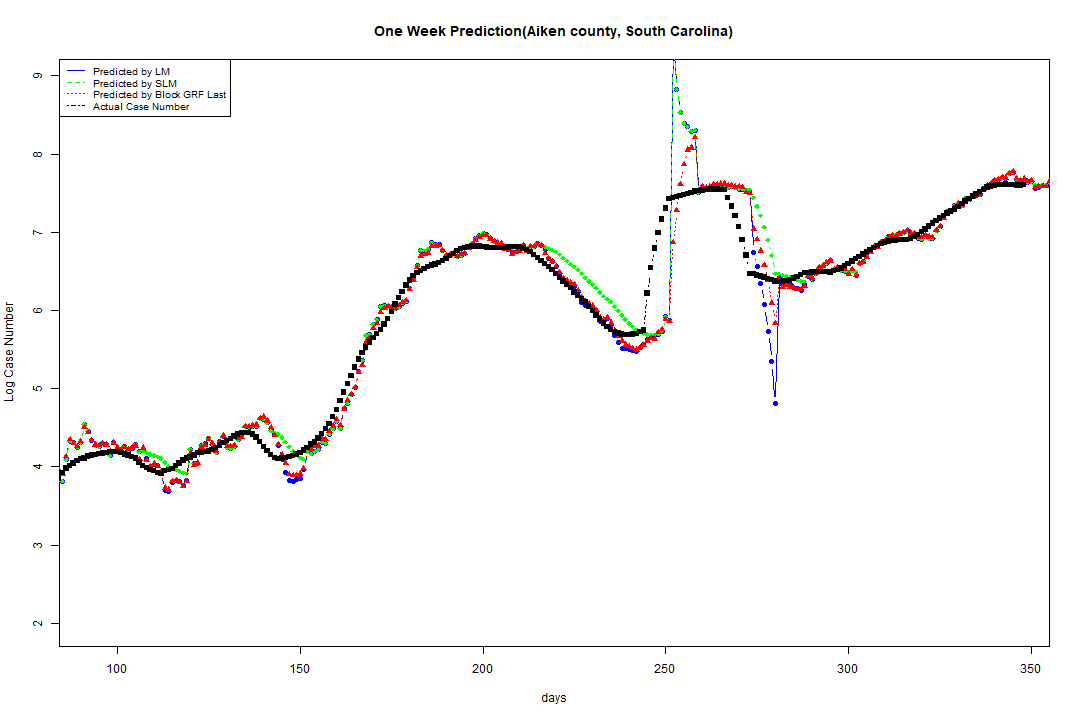 One Week Prediction(Aiken county, South Carolina)
Predicted by LM
Predicted by SLM
Predicted by Block GRF Last
Actual Case Number
9
8
7
6
5
4
3
2
Log Case Number
100 150 200 250 300 350
days